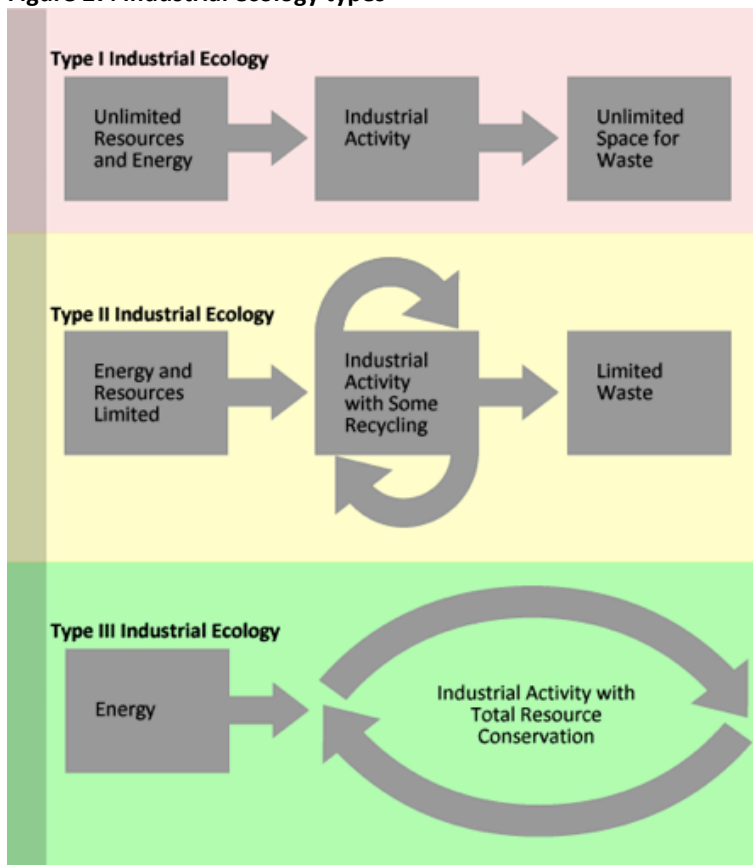 Type I Industrial Ecology
Unlimited
Resources
and Energy
Industrial
Activity
Unlimited
Space for
Waste
Type II Industrial Ecology
Energy and
Resources
Limited
Industrial
Activity
with Some
Recycling
Limited
Waste
Type III Industrial Ecology
Energy
Industrial Activity with
Total Resource
Conservation